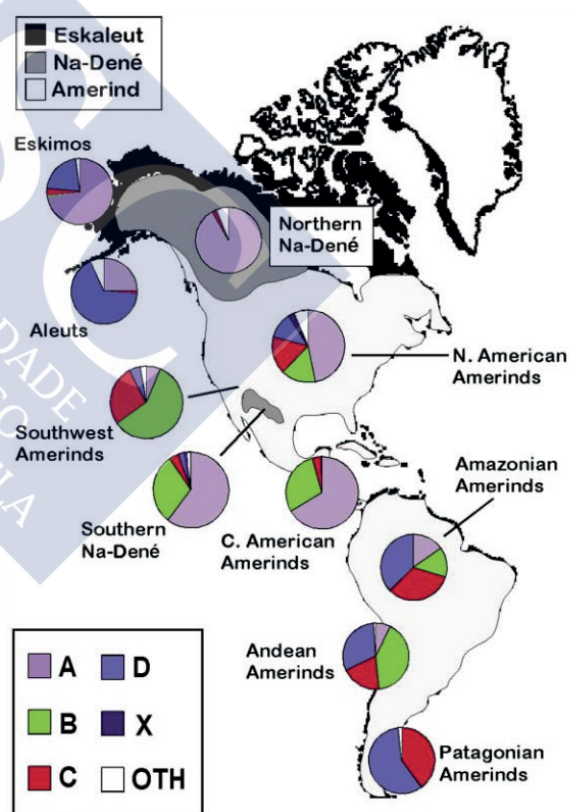 Eskaleut
Na-Dené
Amerind
Eskimos
Northern
Na-Dené
Aleuts
N. American
Amerinds
Southwest
Amerinds
Southern
Na-Dené
C. American
Amerinds
Amazonian
Amerinds
Andean
Amerinds
Patagonian
Amerinds
A
D
B
X
C
OTH
DADE